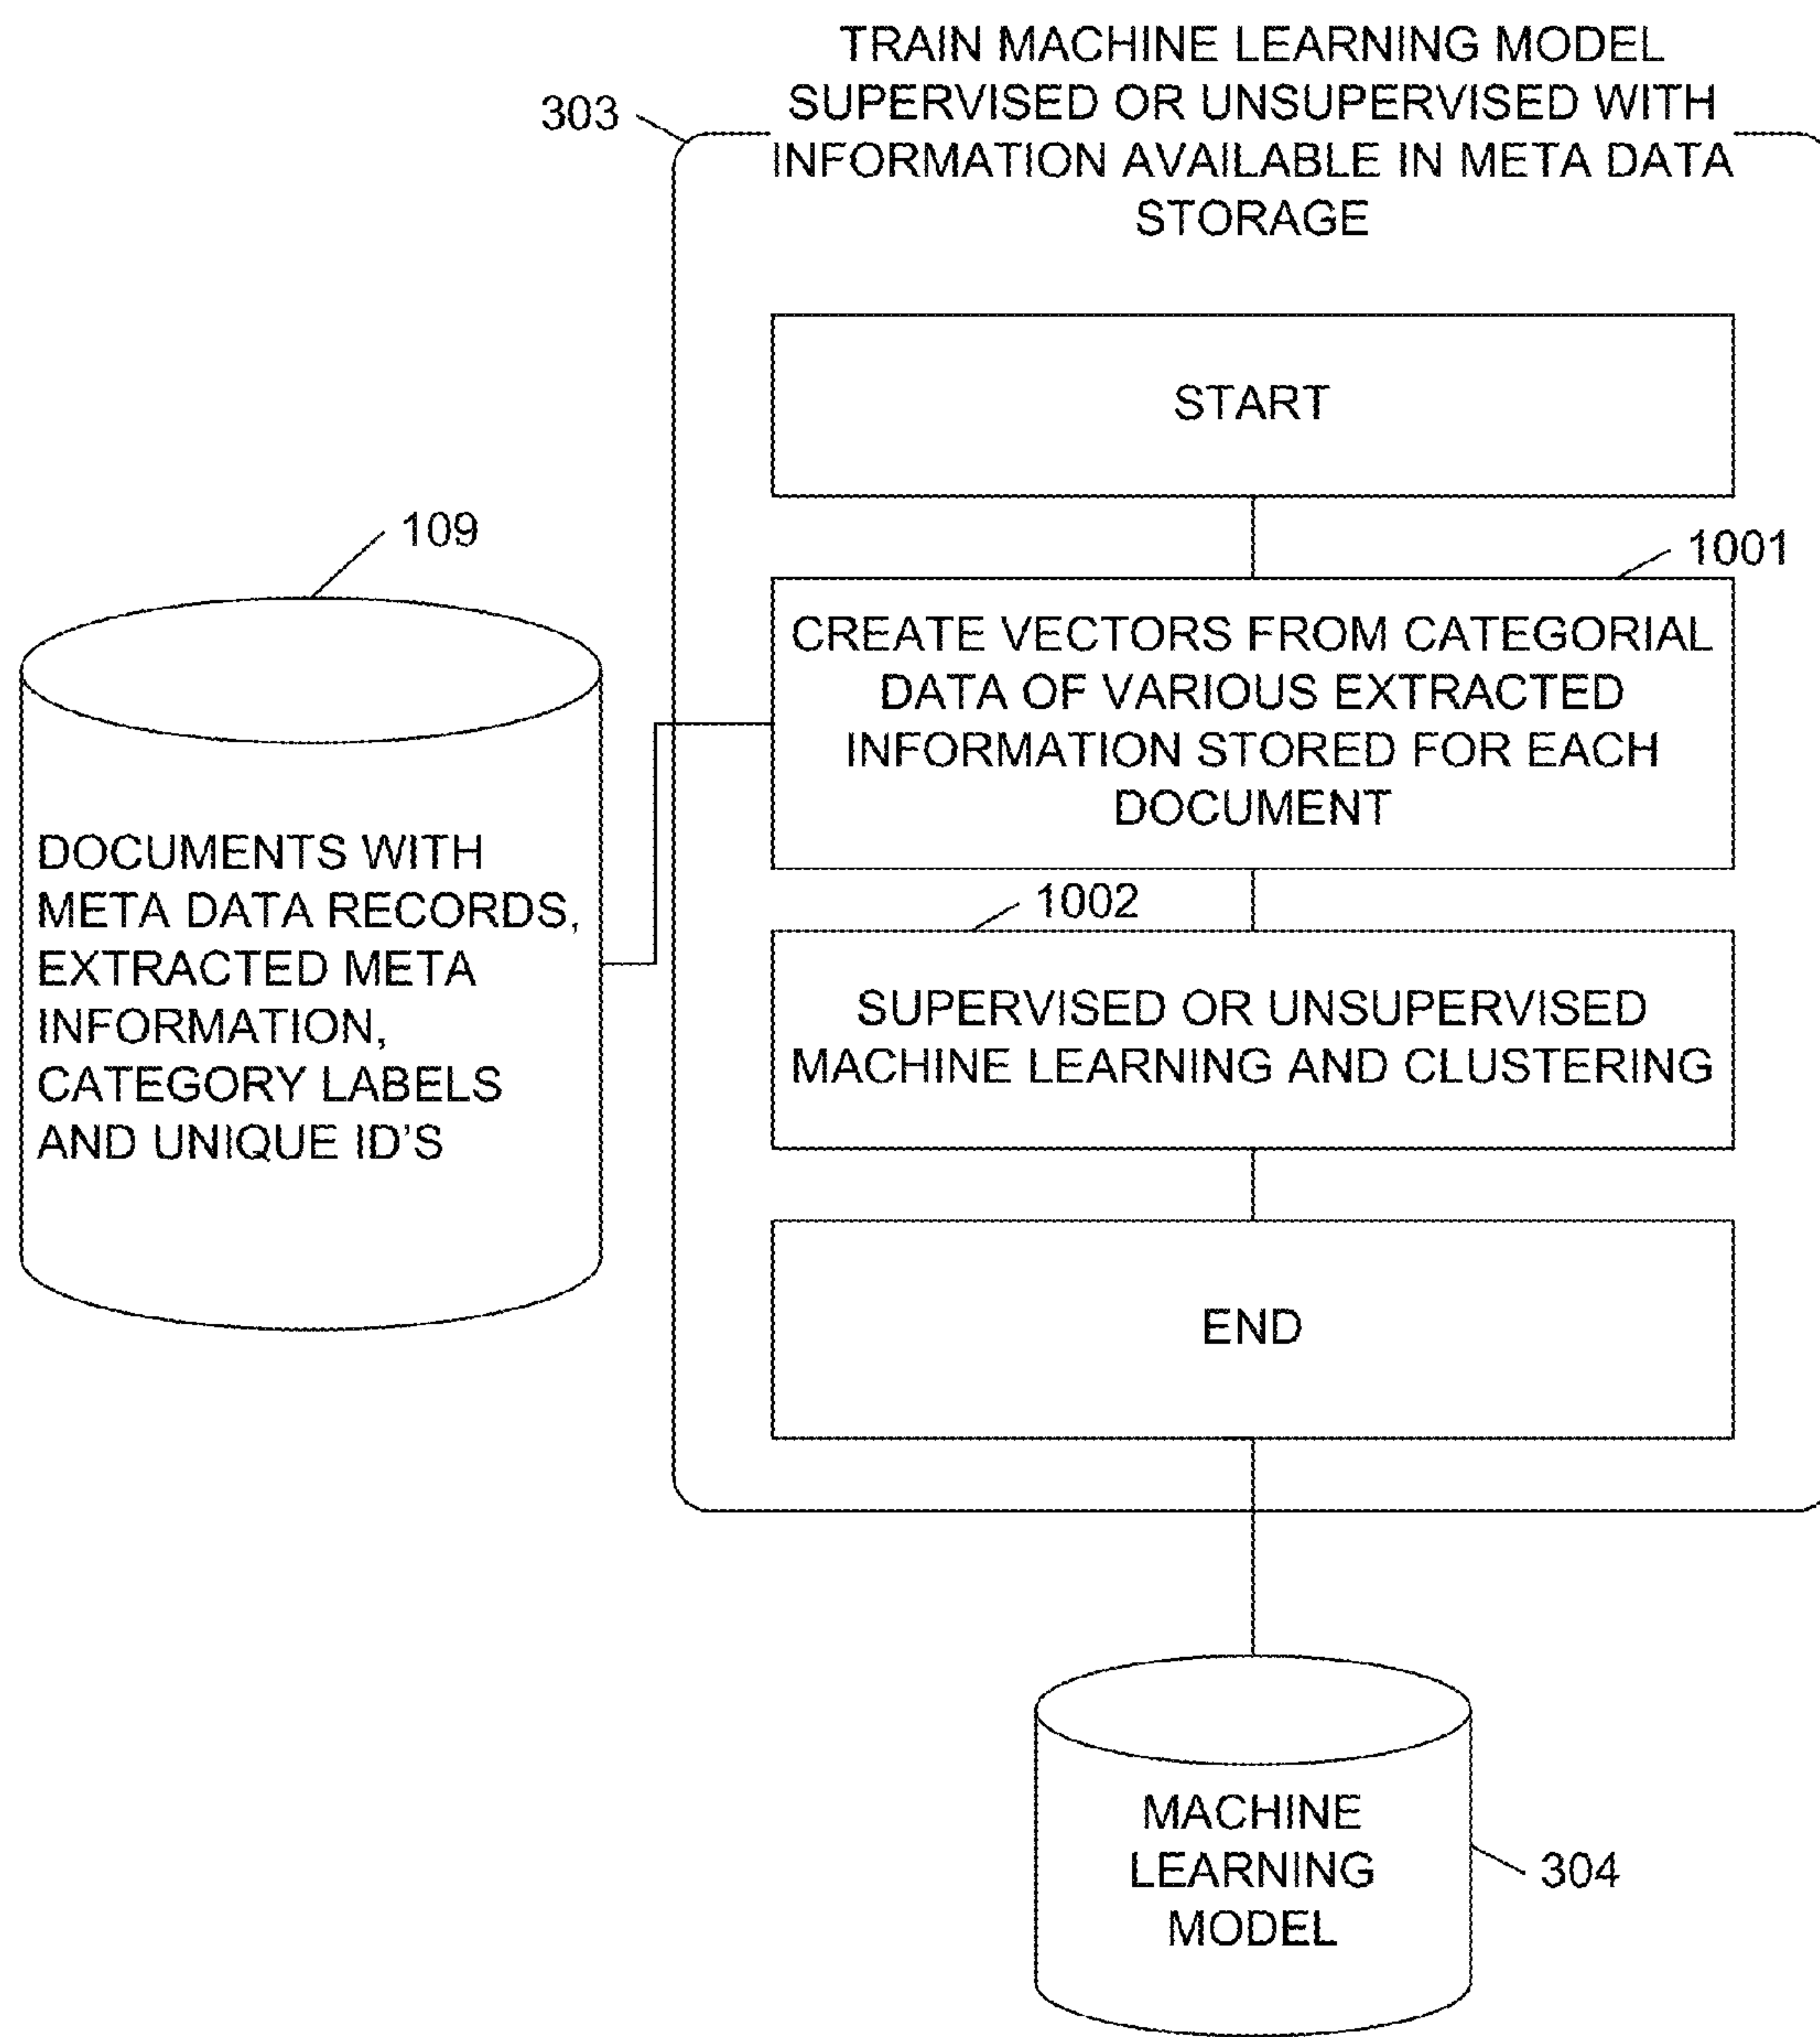 TRAIN MACHINE LEARNING MODEL
SUPERVISED OR UNSUPERVISED WITH
INFORMATION AVAILABLE IN META DATA
STORAGE
303
START
109
1001
CREATE VECTORS FROM CATEGORIAL
DATA OF VARIOUS EXTRACTED
INFORMATION STORED FOR EACH
DOCUMENT
DOCUMENTS WITH
META DATA RECORDS,
EXTRACTED META
INFORMATION,
CATEGORY LABELS
AND UNIQUE ID'S
1002
SUPERVISED OR UNSUPERVISED
MACHINE LEARNING AND CLUSTERING
END
MACHINE
LEARNING
MODEL
304